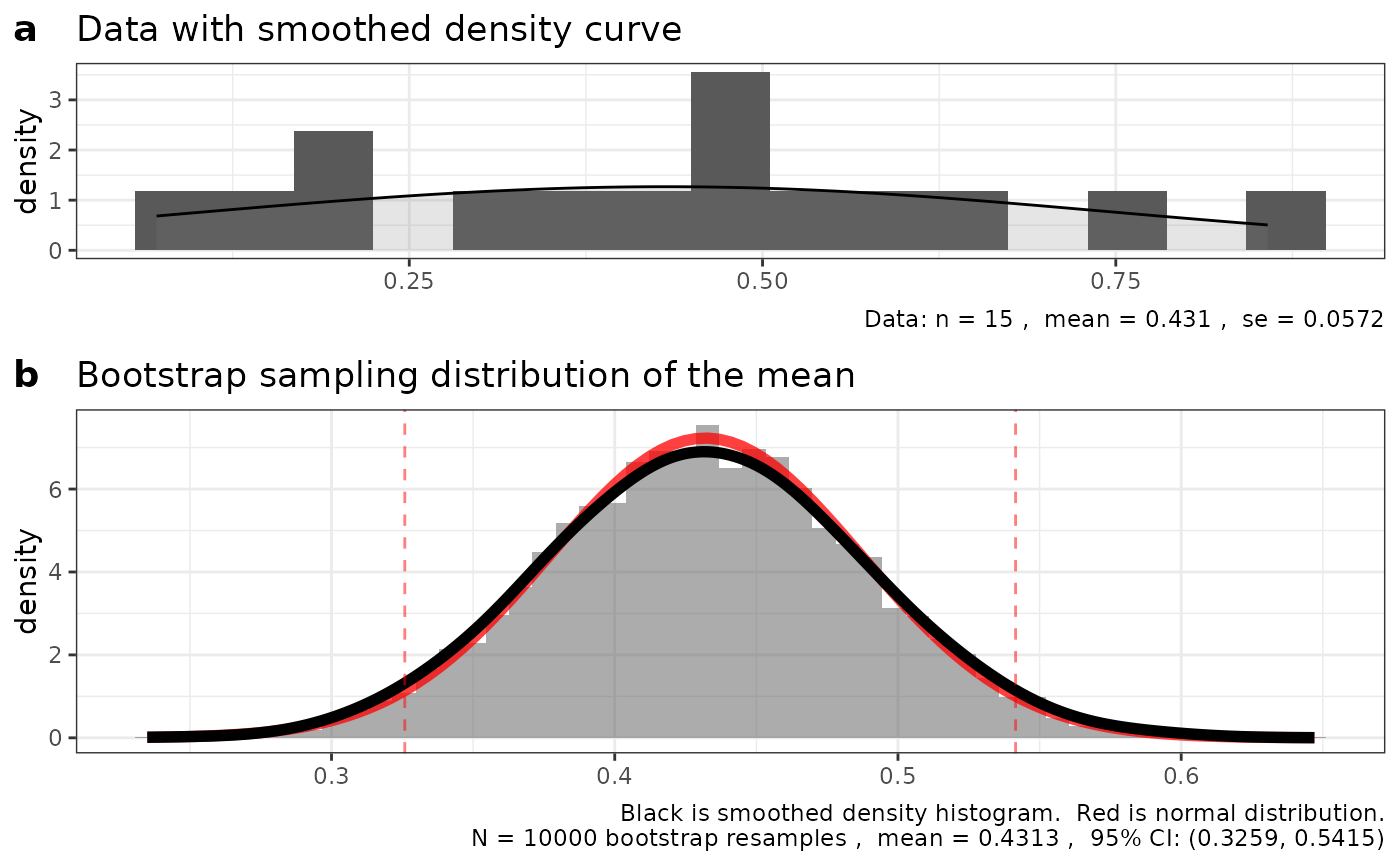 a Data with smoothed density curve
density
3
2
1
0
0.25 0.50 0.75
Data: n = 15 ,  mean = 0.431 ,  se = 0.0572
b Bootstrap sampling distribution of the mean
density
6
4
2
0
0.3 0.4 0.5 0.6
Black is smoothed density histogram.  Red is normal distribution.
N = 10000 bootstrap resamples ,  mean = 0.4313 ,  95% CI: (0.3259, 0.5415)